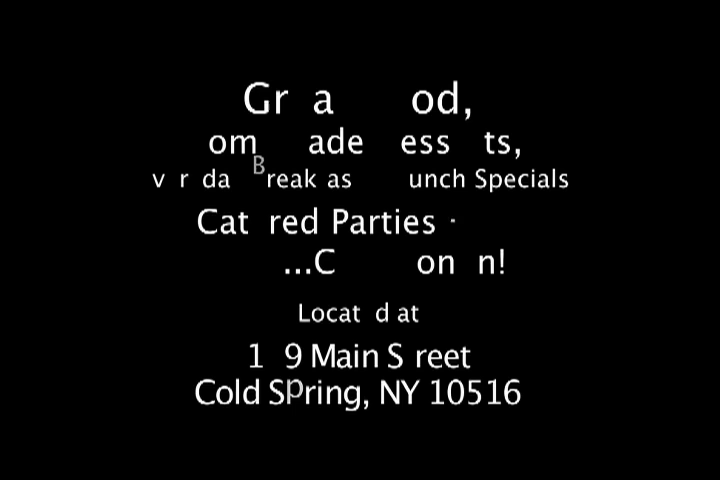 Gr a od,
om ade ess ts,
v r da Break as unch Specials
Cat red Parties -
...C on n!
Locat d at
1 9 Main S reet
Cold Spring, NY 10516